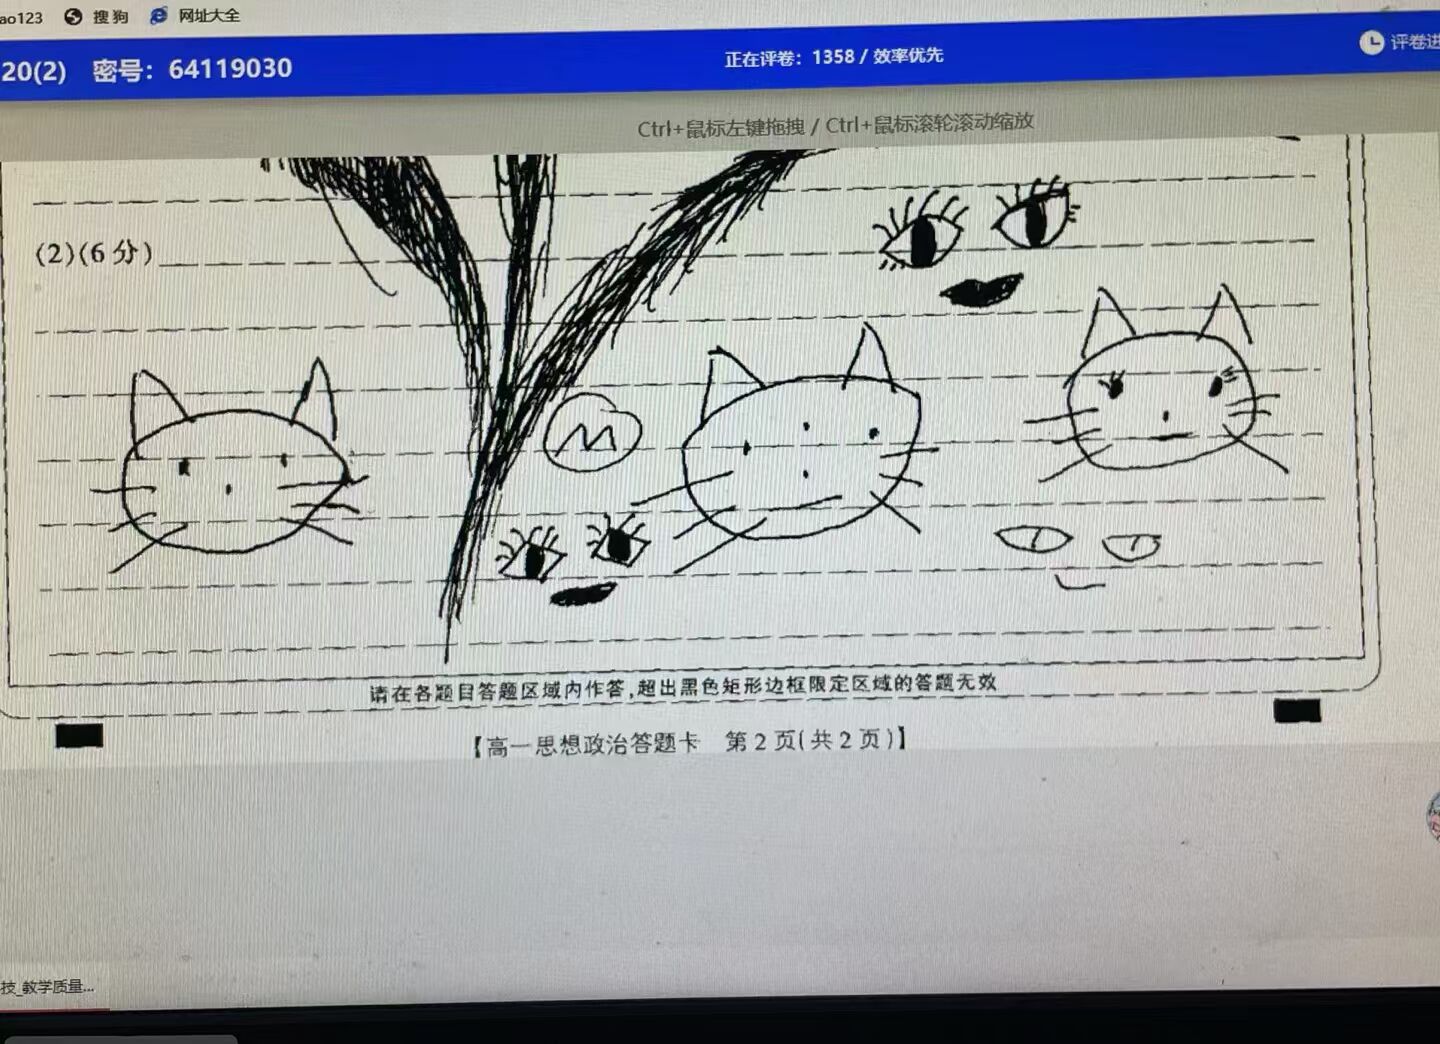 ao123 搜狗 网址大全
20(2) 密号：64119030 正在评卷：1358 / 效率优先 评卷进
Ctrl+鼠标左键拖拽 / Ctrl+鼠标滚轮滚动缩放
(2)(6分)
M
请在各题目答题区域内作答，超出黑色矩形边框限定区域的答题无效
【高一思想政治答题卡 第2页(共2页)】
技_教学质量...